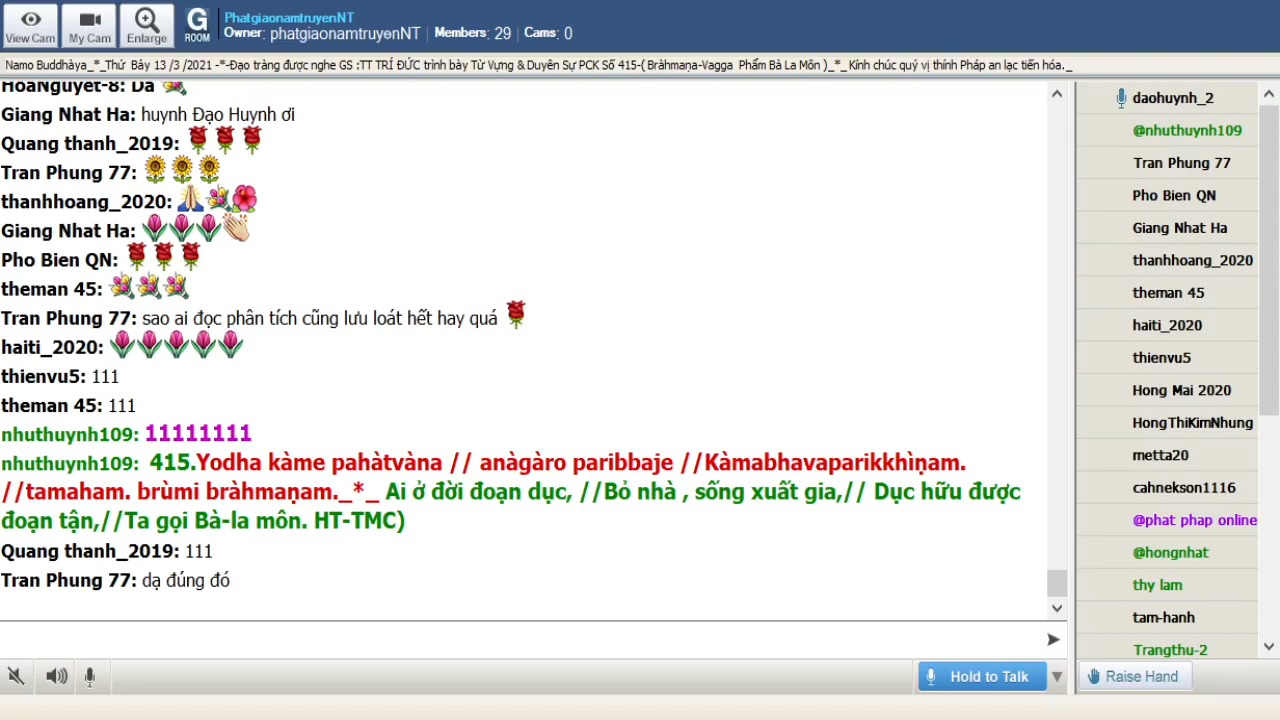 View Cam
My Cam
Enlarge
G
ROOM
PhatgiaonamtruyenNT
Owner: phatgiaonamtruyenNT | Members: 29 | Cams: 0
Namo Buddhàya_*_Thứ Bảy 13 /3 /2021 -*-Đạo tràng được nghe GS :TT TRÍ ĐỨC trình bày Từ Vựng & Duyên Sự PCK Số 415-( Bràhmaṇa-Vagga Phẩm Bà La Môn )_*_Kính chúc quý vị thính Pháp an lạc tiến hóa._
HoaNguyet-8: Dạ
Giang Nhat Ha: huynh Đạo Huynh ơi
Quang thanh_2019:
Tran Phung 77:
thanhhoang_2020:
Giang Nhat Ha:
Pho Bien QN:
theman 45:
Tran Phung 77: sao ai đọc phân tích cũng lưu loát hết hay quá
haiti_2020:
thienvu5: 111
theman 45: 111
nhuthuynh109: 11111111
nhuthuynh109: 415.Yodha kàme pahàtvàna // anàgàro paribbaje //Kàmabhavaparikkhìṇam.
//tamaham. brùmi bràhmaṇam._*_ Ai ở đời đoạn dục, //Bỏ nhà , sống xuất gia,// Dục hữu được
đoạn tận,//Ta gọi Bà-la môn. HT-TMC)
Quang thanh_2019: 111
Tran Phung 77: dạ đúng đó
daohuynh_2
@nhuthuynh109
Tran Phung 77
Pho Bien QN
Giang Nhat Ha
thanhhoang_2020
theman 45
haiti_2020
thienvu5
Hong Mai 2020
HongThiKimNhung
metta20
cahnekson1116
@phat phap online
@hongnhat
thy lam
tam-hanh
Trangthu-2
Hold to Talk
Raise Hand